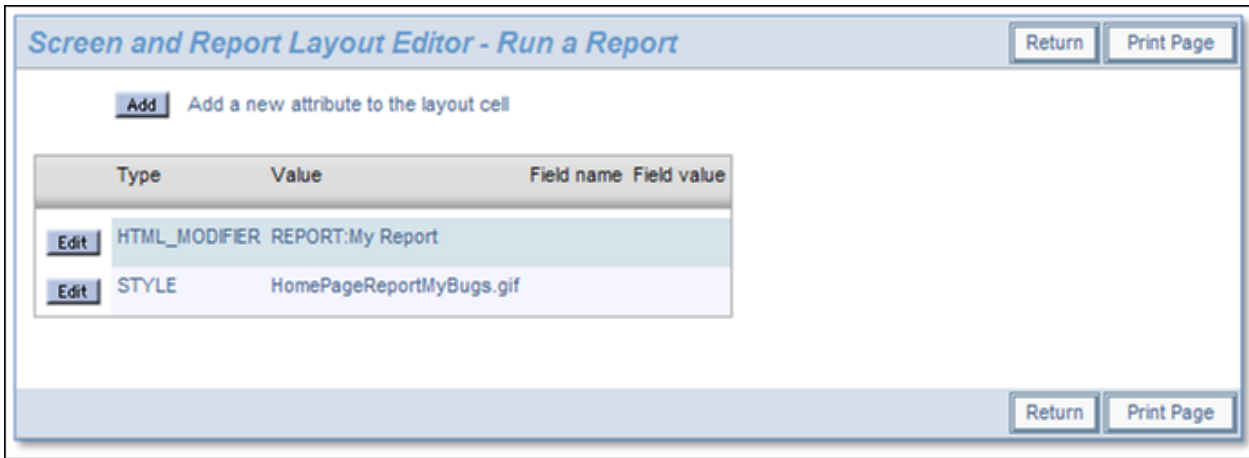 Screen and Report Layout Editor - Run a Report Return Print Page
Add Add a new attribute to the layout cell
Type Value Field name Field value
Edit HTML_MODIFIER REPORT:My Report
Edit STYLE HomePageReportMyBugs.gif
Return Print Page